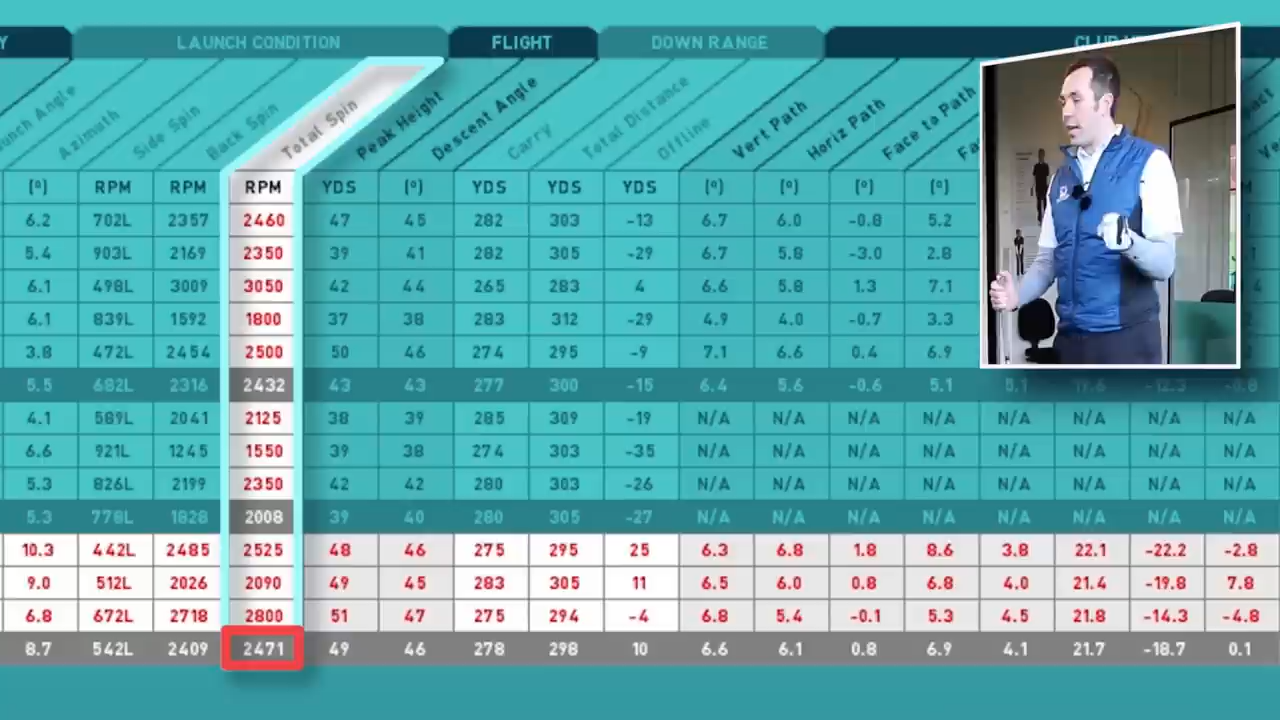 Y LAUNCH CONDITION FLIGHT DOWN RANGE
Angle Azimuth Side Spin Back Spin Total Spin Peak Height Descent Angle Carry Total Distance Offline Vert Path Horiz Path Face to Path
(º) RPM RPM RPM YDS (º) YDS YDS YDS (º) (º) (º) (º)
6.2 702L 2357 2460 47 45 282 303 -13 6.7 6.0 -0.8 5.2
5.4 903L 2169 2350 39 41 282 305 -29 6.7 5.8 -3.0 2.8
6.1 498L 3009 3050 42 44 265 283 4 6.6 5.8 1.3 7.1
6.1 839L 1592 1800 37 38 283 312 -29 4.9 4.0 -0.7 3.3
3.8 472L 2454 2500 50 46 274 295 -9 7.1 6.6 0.4 6.9
5.5 682L 2316 2432 43 43 277 300 -15 6.4 5.6 -0.6 5.1 5.1 19.6 -12.3 -0.8
4.1 589L 2041 2125 38 39 285 309 -19 N/A N/A N/A N/A N/A N/A N/A N/A
6.6 921L 1245 1550 39 38 274 303 -35 N/A N/A N/A N/A N/A N/A N/A N/A
5.3 826L 2199 2350 42 42 280 303 -26 N/A N/A N/A N/A N/A N/A N/A N/A
5.3 778L 1828 2008 39 40 280 305 -27 N/A N/A N/A N/A N/A N/A N/A N/A
10.3 442L 2485 2525 48 46 275 295 25 6.3 6.8 1.8 8.6 3.8 22.1 -22.2 -2.8
9.0 512L 2026 2090 49 45 283 305 11 6.5 6.0 0.8 6.8 4.0 21.4 -19.8 7.8
6.8 672L 2718 2800 51 47 275 294 -4 6.8 5.4 -0.1 5.3 4.5 21.8 -14.3 -4.8
8.7 542L 2409 2471 49 46 278 298 10 6.6 6.1 0.8 6.9 4.1 21.7 -18.7 0.1